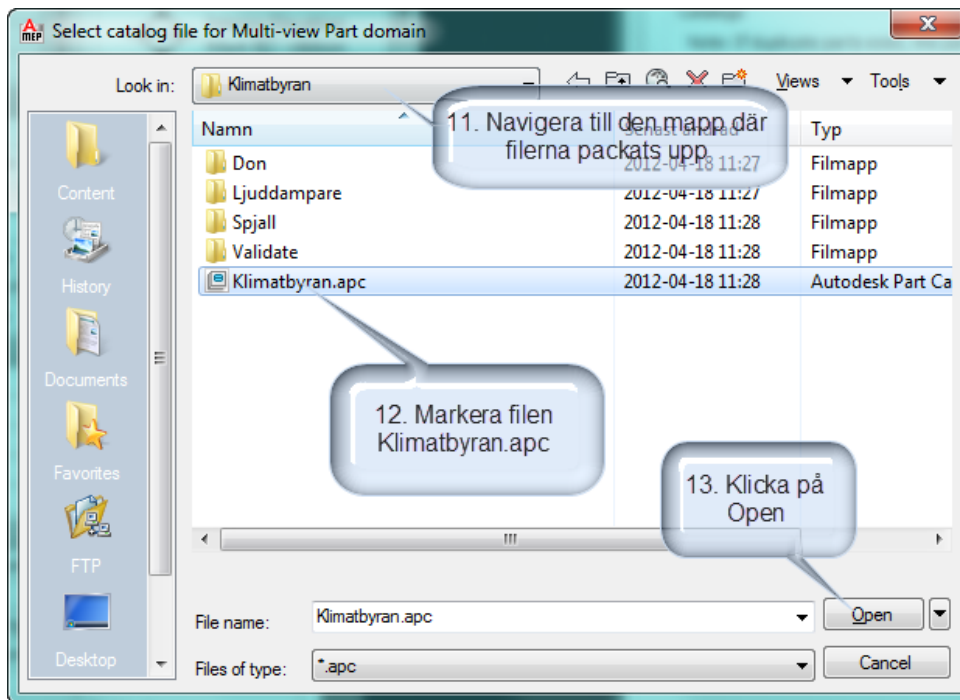 MEP Select catalog file for Multi-view Part domain
Look in: Klimatbyran Views Tools
11. Navigera till den mapp där
filerna packats upp
Namn Senast ändrad Typ
Don 2012-04-18 11:27 Filmapp
Ljuddampare 2012-04-18 11:27 Filmapp
Spjall 2012-04-18 11:28 Filmapp
Validate 2012-04-18 11:28 Filmapp
Klimatbyran.apc 2012-04-18 11:28 Autodesk Part Ca
Content
History
Documents
Favorites
FTP
Desktop
12. Markera filen
Klimatbyran.apc
13. Klicka på
Open
File name: Klimatbyran.apc Open
Files of type: *.apc Cancel